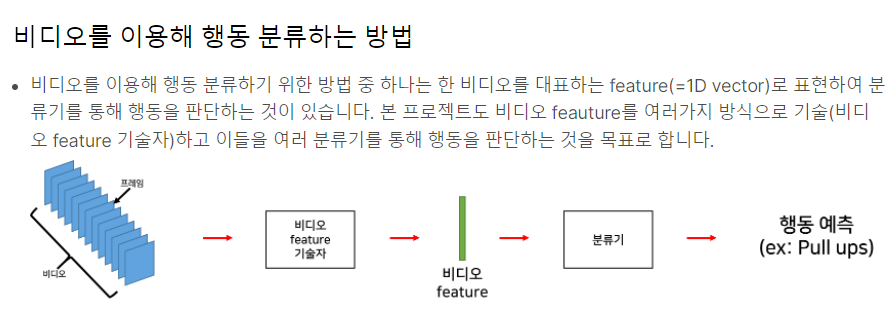 비디오를 이용해 행동 분류하는 방법
• 비디오를 이용해 행동 분류하기 위한 방법 중 하나는 한 비디오를 대표하는 feature(=1D vector)로 표현하여 분
류기를 통해 행동을 판단하는 것이 있습니다. 본 프로젝트도 비디오 feauture를 여러가지 방식으로 기술(비디
오 feature 기술자)하고 이들을 여러 분류기를 통해 행동을 판단하는 것을 목표로 합니다.
프레임
비디오
비디오
feature
기술자
비디오
feature
분류기
행동 예측
(ex: Pull ups)